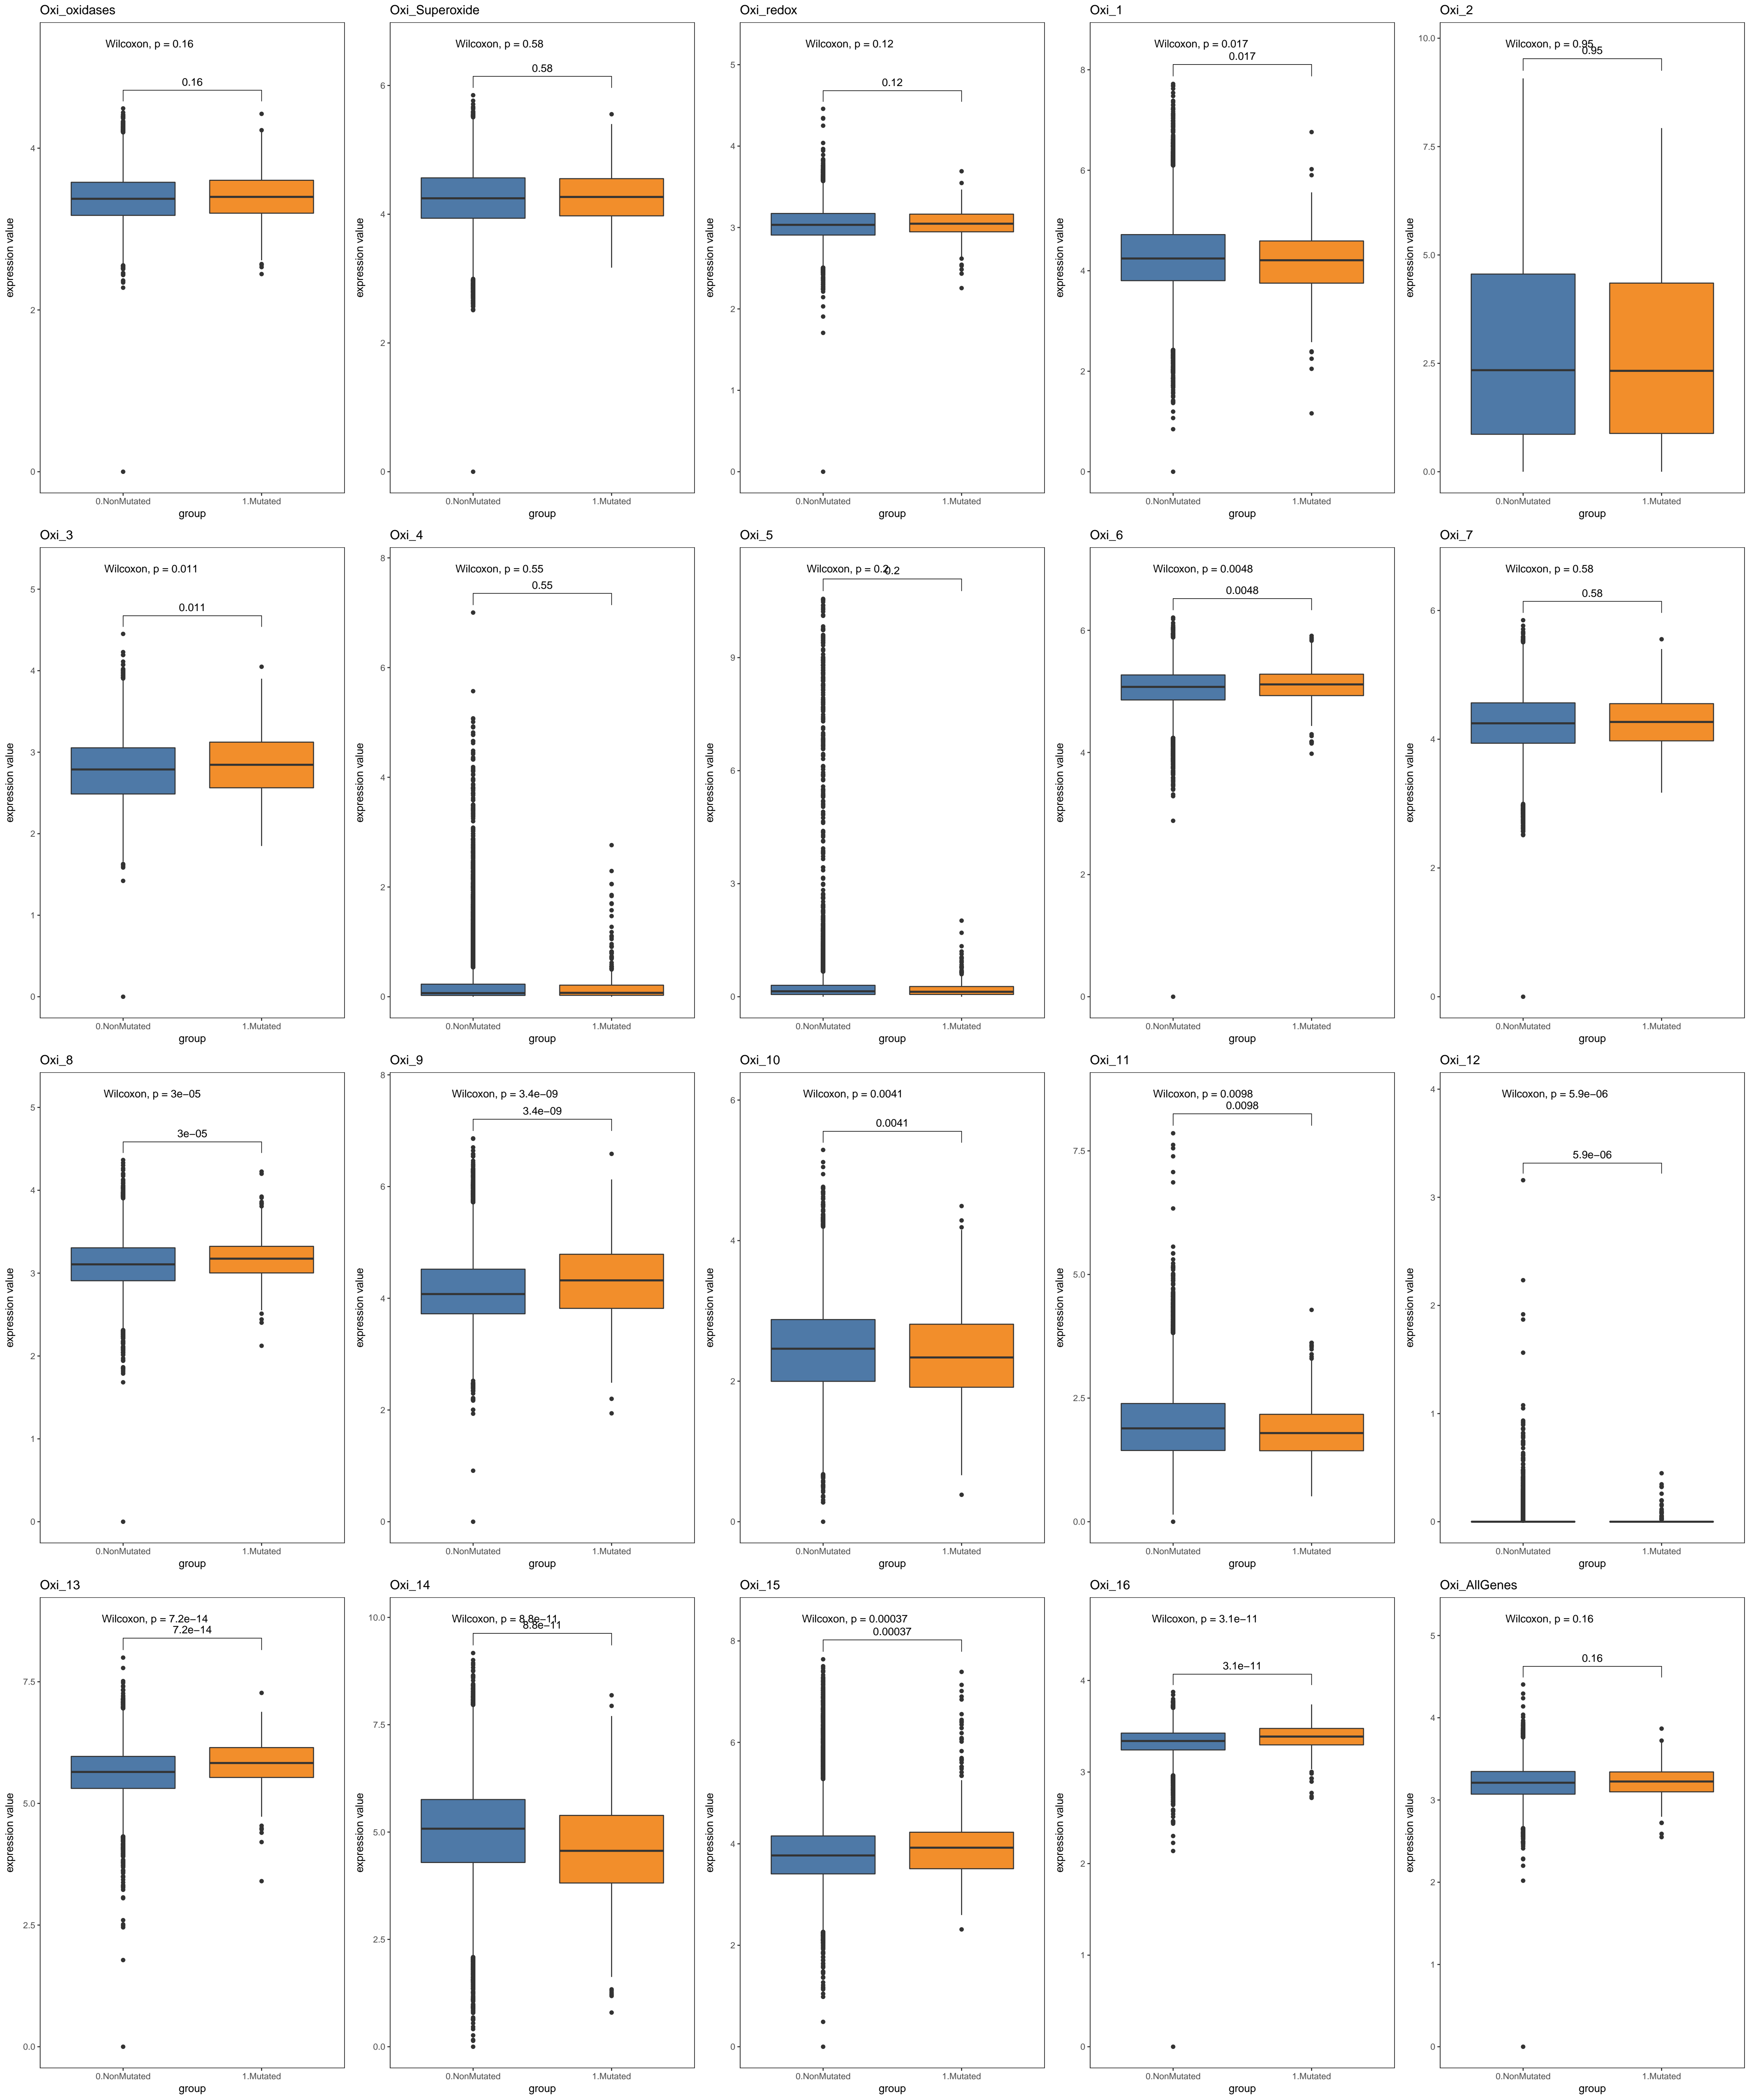 Oxi_oxidases
Wilcoxon, p = 0.16
0.16
4
2
0
expression value
0.NonMutated
1.Mutated
group
Oxi_Superoxide
Wilcoxon, p = 0.58
0.58
6
4
2
0
expression value
0.NonMutated
1.Mutated
group
Oxi_redox
Wilcoxon, p = 0.12
0.12
5
4
3
2
1
0
expression value
0.NonMutated
1.Mutated
group
Oxi_1
Wilcoxon, p = 0.017
0.017
8
6
4
2
0
expression value
0.NonMutated
1.Mutated
group
Oxi_2
Wilcoxon, p = 0.95
0.95
10.0
7.5
5.0
2.5
0.0
expression value
0.NonMutated
1.Mutated
group
Oxi_3
Wilcoxon, p = 0.011
0.011
5
4
3
2
1
0
expression value
0.NonMutated
1.Mutated
group
Oxi_4
Wilcoxon, p = 0.55
0.55
8
6
4
2
0
expression value
0.NonMutated
1.Mutated
group
Oxi_5
Wilcoxon, p = 0.2
0.2
9
6
3
0
expression value
0.NonMutated
1.Mutated
group
Oxi_6
Wilcoxon, p = 0.0048
0.0048
6
4
2
0
expression value
0.NonMutated
1.Mutated
group
Oxi_7
Wilcoxon, p = 0.58
0.58
6
4
2
0
expression value
0.NonMutated
1.Mutated
group
Oxi_8
Wilcoxon, p = 3e−05
3e−05
5
4
3
2
1
0
expression value
0.NonMutated
1.Mutated
group
Oxi_9
Wilcoxon, p = 3.4e−09
3.4e−09
8
6
4
2
0
expression value
0.NonMutated
1.Mutated
group
Oxi_10
Wilcoxon, p = 0.0041
0.0041
6
4
2
0
expression value
0.NonMutated
1.Mutated
group
Oxi_11
Wilcoxon, p = 0.0098
0.0098
7.5
5.0
2.5
0.0
expression value
0.NonMutated
1.Mutated
group
Oxi_12
Wilcoxon, p = 5.9e−06
5.9e−06
4
3
2
1
0
expression value
0.NonMutated
1.Mutated
group
Oxi_13
Wilcoxon, p = 7.2e−14
7.2e−14
7.5
5.0
2.5
0.0
expression value
0.NonMutated
1.Mutated
group
Oxi_14
Wilcoxon, p = 8.8e−11
8.8e−11
10.0
7.5
5.0
2.5
0.0
expression value
0.NonMutated
1.Mutated
group
Oxi_15
Wilcoxon, p = 0.00037
0.00037
8
6
4
2
0
expression value
0.NonMutated
1.Mutated
group
Oxi_16
Wilcoxon, p = 3.1e−11
3.1e−11
4
3
2
1
0
expression value
0.NonMutated
1.Mutated
group
Oxi_AllGenes
Wilcoxon, p = 0.16
0.16
5
4
3
2
1
0
expression value
0.NonMutated
1.Mutated
group